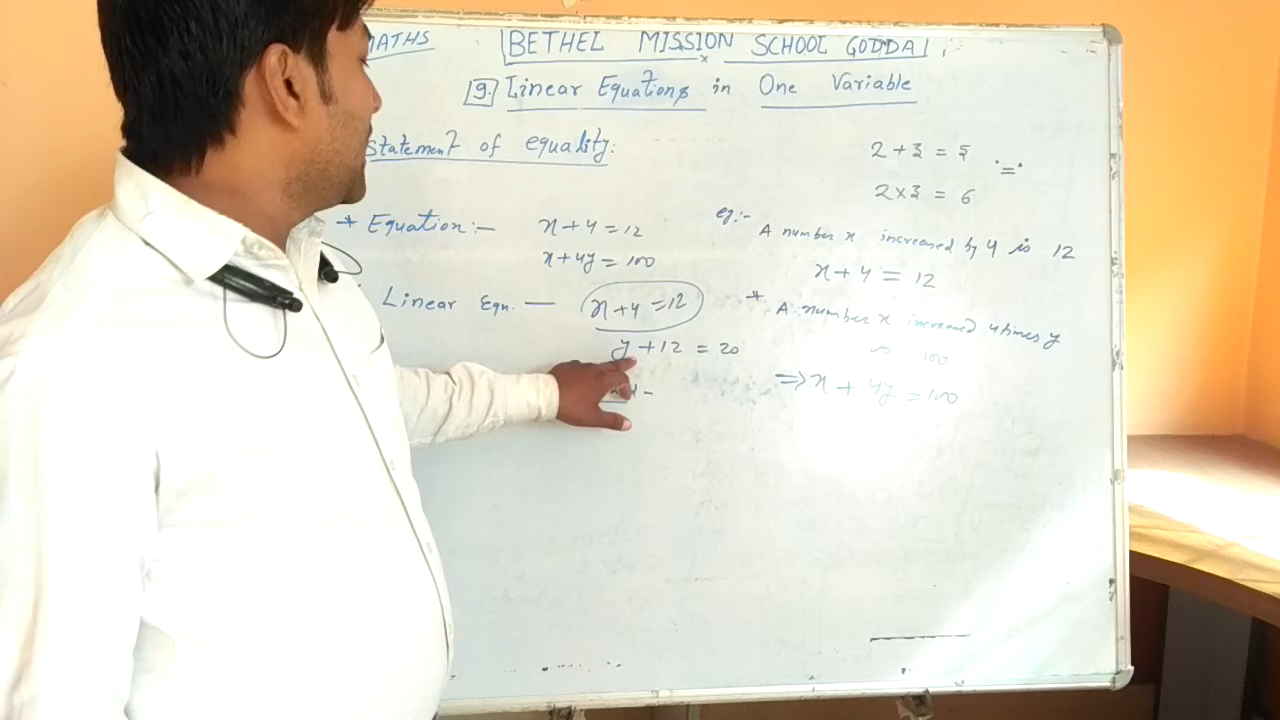 MATHS BETHEL MISSION SCHOOL GODDA
9. Linear Equations in One Variable
statement of equality:
2 + 3 = 5
2 x 3 = 6
* Equation:- x + 4 = 12
x + 4y = 100
Linear Eqn. — x + 4 = 12
y + 12 = 20
eg:- A number x increased by 4 is 12
x + 4 = 12
* A number x increased 4 times y
is 100
⇒ x + 4y = 100